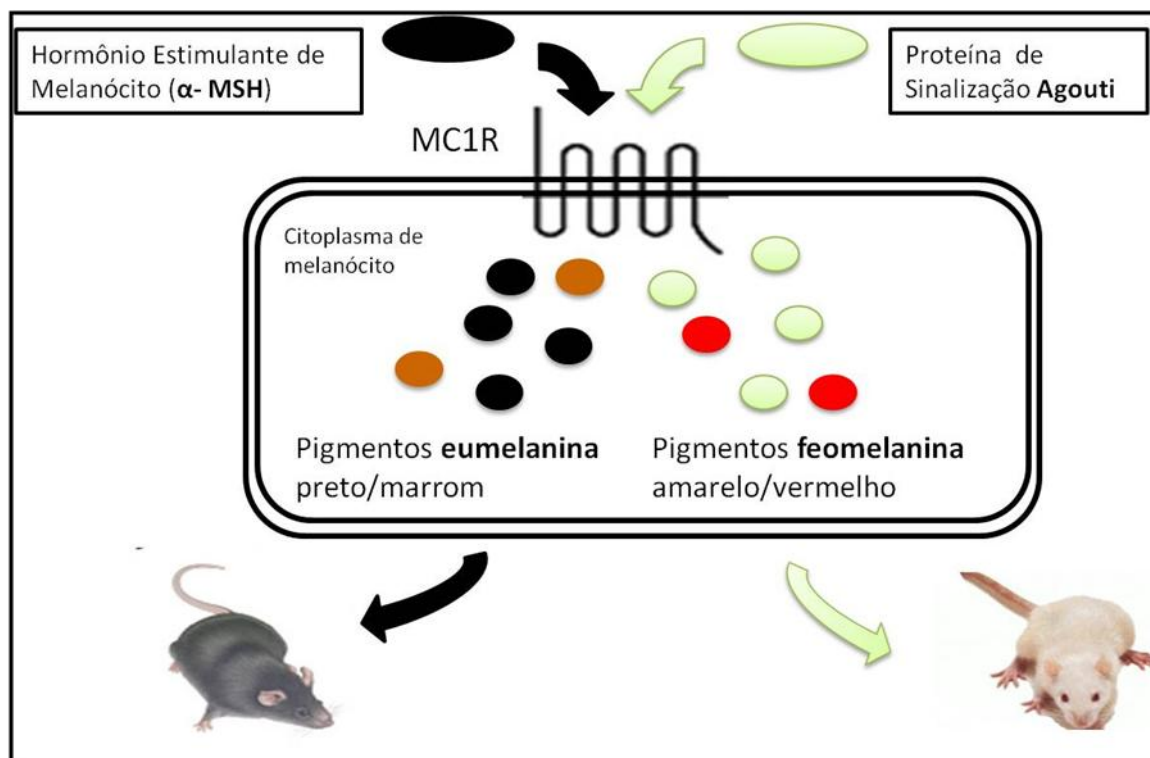 Hormônio Estimulante de
Melanócito (α- MSH)
Proteína de
Sinalização Agouti
MC1R
Citoplasma de
melanócito
Pigmentos eumelanina
preto/marrom
Pigmentos feomelanina
amarelo/vermelho